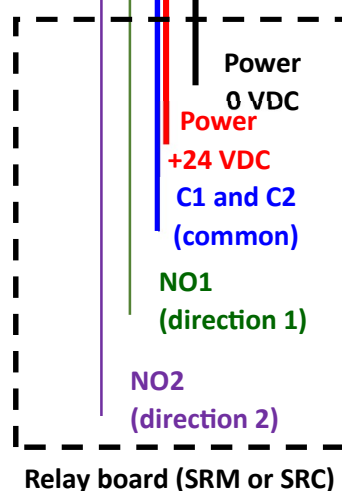 Power
0 VDC
Power
+24 VDC
C1 and C2
(common)
NO1
(direction 1)
NO2
(direction 2)
Relay board (SRM or SRC)